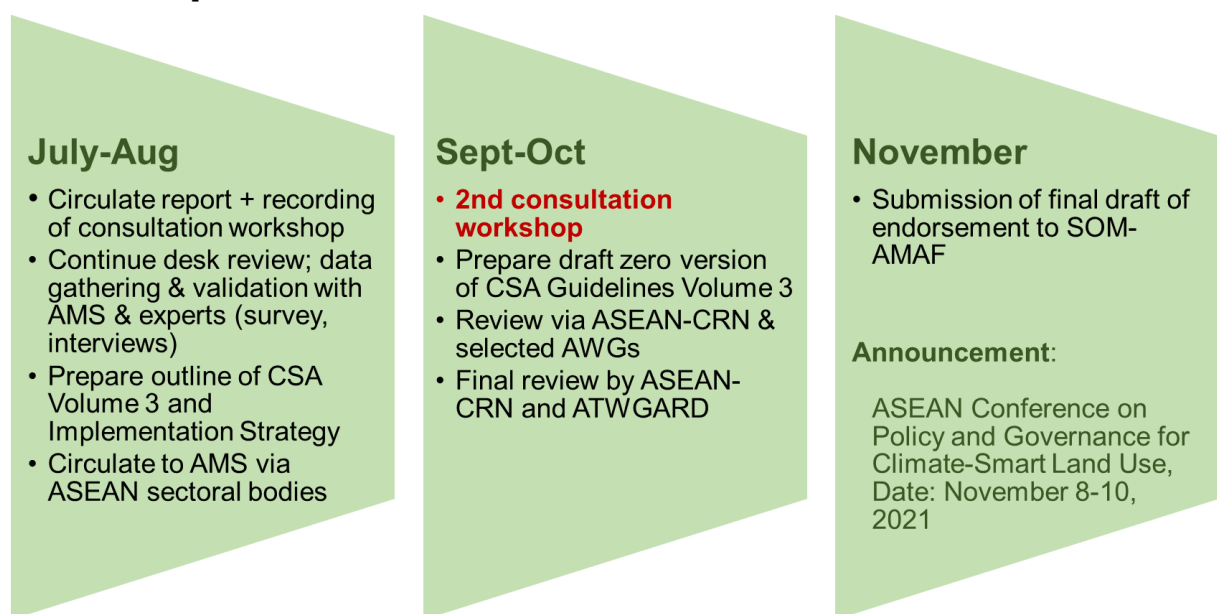 July-Aug
• Circulate report + recording
of consultation workshop
• Continue desk review; data
gathering & validation with
AMS & experts (survey,
interviews)
• Prepare outline of CSA
Volume 3 and
Implementation Strategy
• Circulate to AMS via
ASEAN sectoral bodies
Sept-Oct
• 2nd consultation
workshop
• Prepare draft zero version
of CSA Guidelines Volume 3
• Review via ASEAN-CRN &
selected AWGs
• Final review by ASEAN-
CRN and ATWGARD
November
• Submission of final draft of
endorsement to SOM-
AMAF
Announcement:
ASEAN Conference on
Policy and Governance for
Climate-Smart Land Use,
Date: November 8-10,
2021